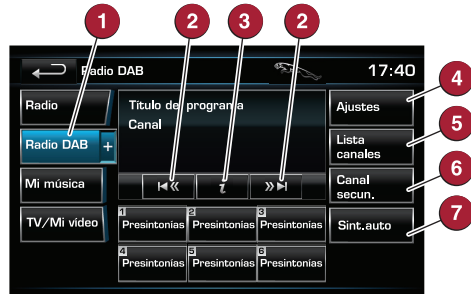 1
2
3
2
Radio DAB
17:40
4
Radio
Título de programa
Canal
Ajustes
5
Radio DAB
+
Lista
canales
6
Mi música
i
Canal
secun.
7
TV/Mi vídeo
1
Presintonías
2
Presintonías
3
Presintonías
Sint.auto
4
Presintonías
5
Presintonías
6
Presintonías